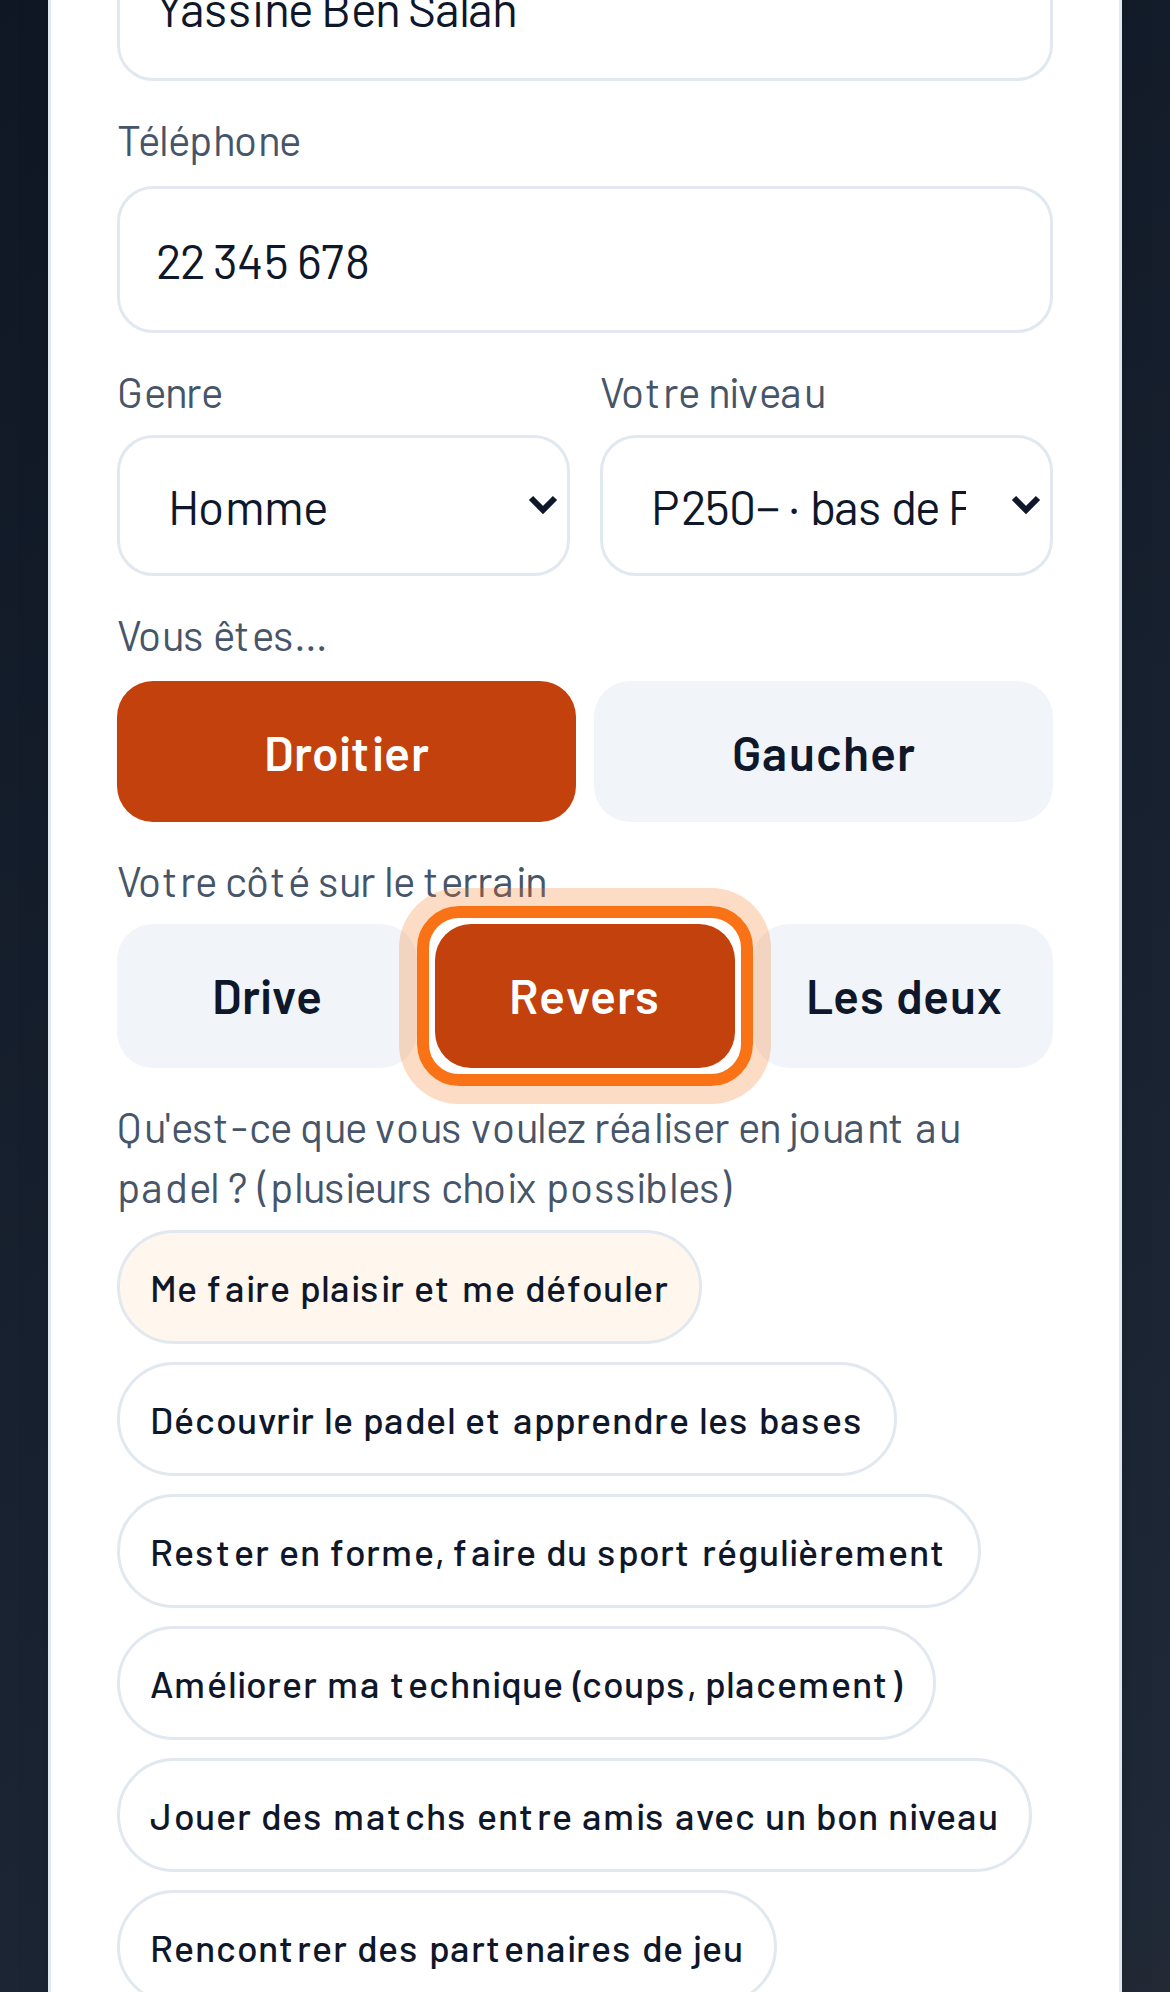 Yassine Ben Salah
Téléphone
22 345 678
Genre
Votre niveau
Homme
P250– · bas de
Vous êtes…
Droitier
Gaucher
Votre côté sur le terrain
Drive
Revers
Les deux
Qu'est-ce que vous voulez réaliser en jouant au
padel ? (plusieurs choix possibles)
Me faire plaisir et me défouler
Découvrir le padel et apprendre les bases
Rester en forme, faire du sport régulièrement
Améliorer ma technique (coups, placement)
Jouer des matchs entre amis avec un bon niveau
Rencontrer des partenaires de jeu